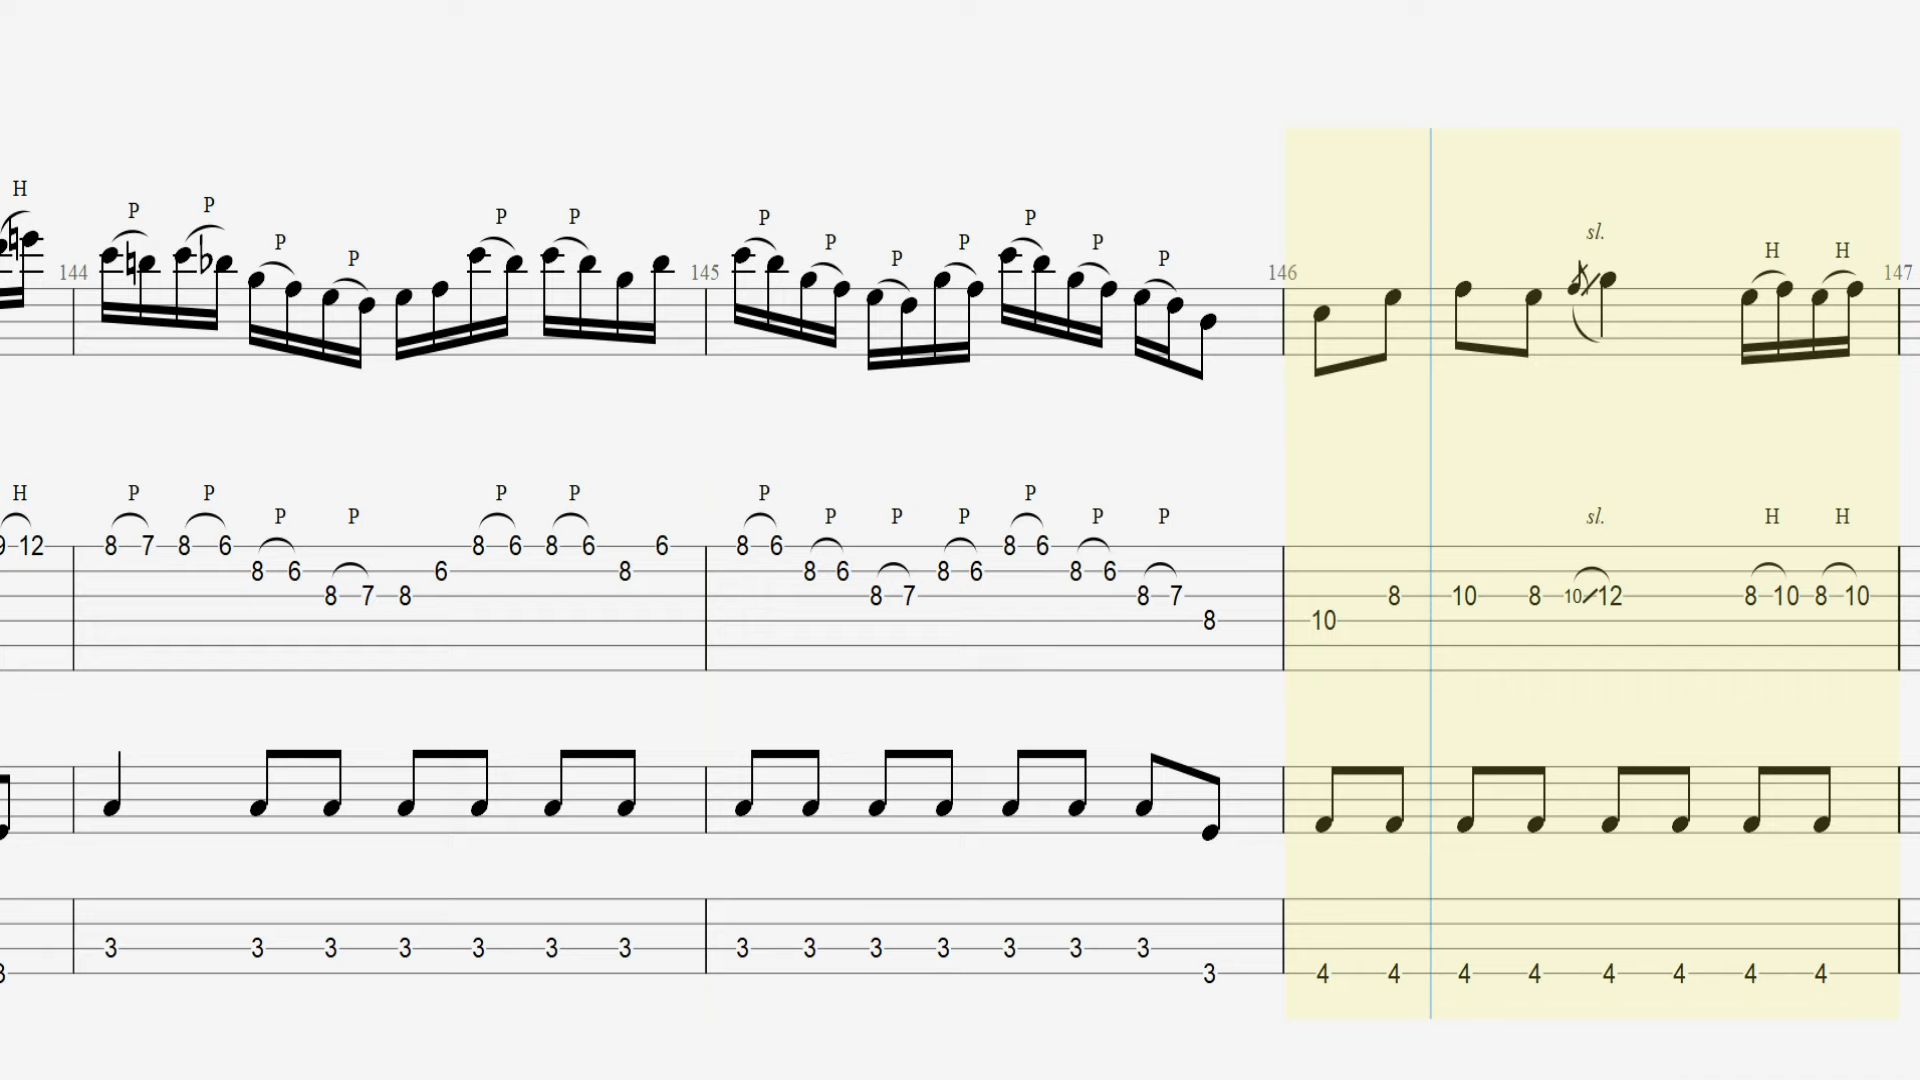 H
P P P P P P P P P P P P P sl. H H
144 145 146 147
H P P P P P P P P P P P P P sl. H H
12 8 7 8 6 8 6 8 6 8 6 8 6 8 6 8 6
8 6 6 8 8 6 8 6 8 6
8 7 8 8 7 8 7 8 10 8 10 12 8 10 8 10
8 10
3 3 3 3 3 3 3 3 3 3 3 3 3 3
3 4 4 4 4 4 4 4 4